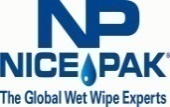 NP
NICE PAK®
The Global Wet Wipe Experts